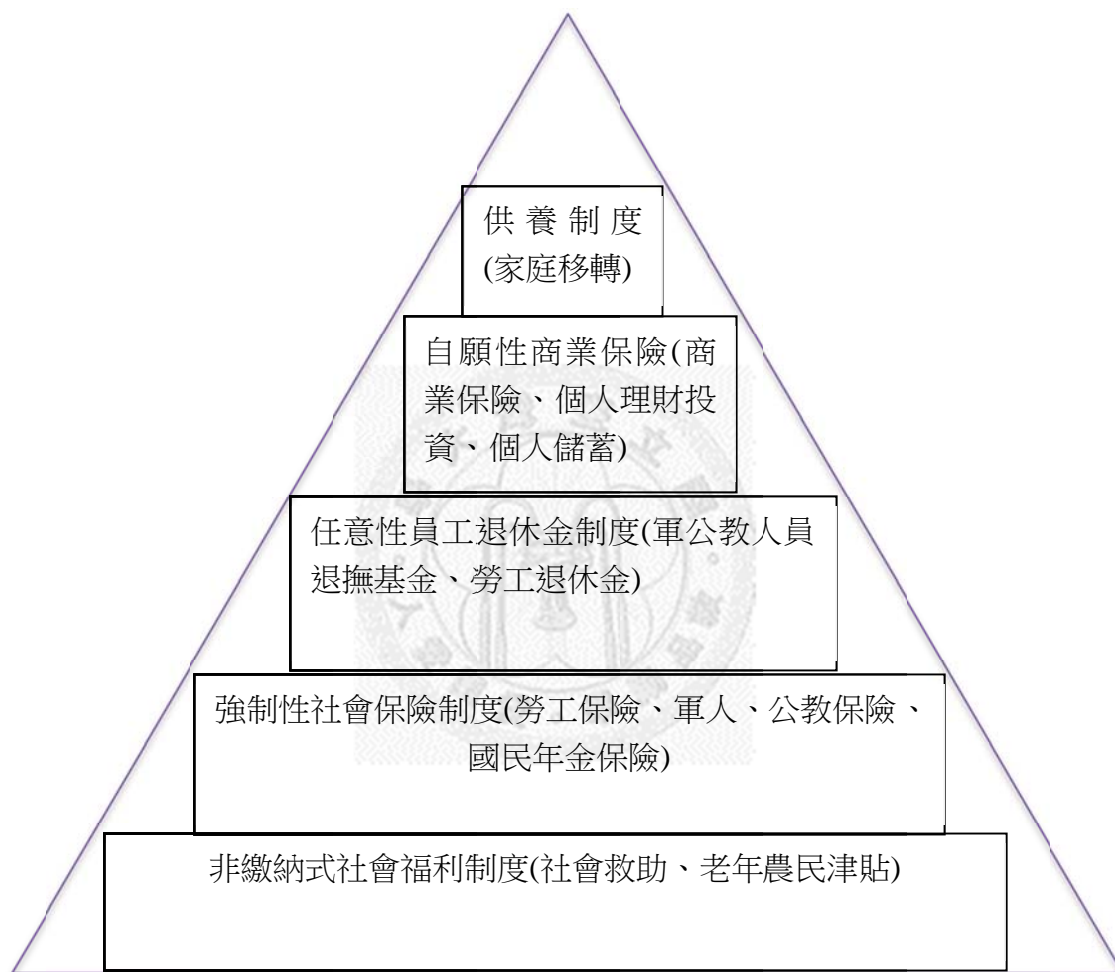 供養制度
(家庭移轉)
自願性商業保險(商
業保險、個人理財投
資、個人儲蓄)
任意性員工退休金制度(軍公教人員
退撫基金、勞工退休金)
強制性社會保險制度(勞工保險、軍人、公教保險、
國民年金保險)
非繳納式社會福利制度(社會救助、老年農民津貼)